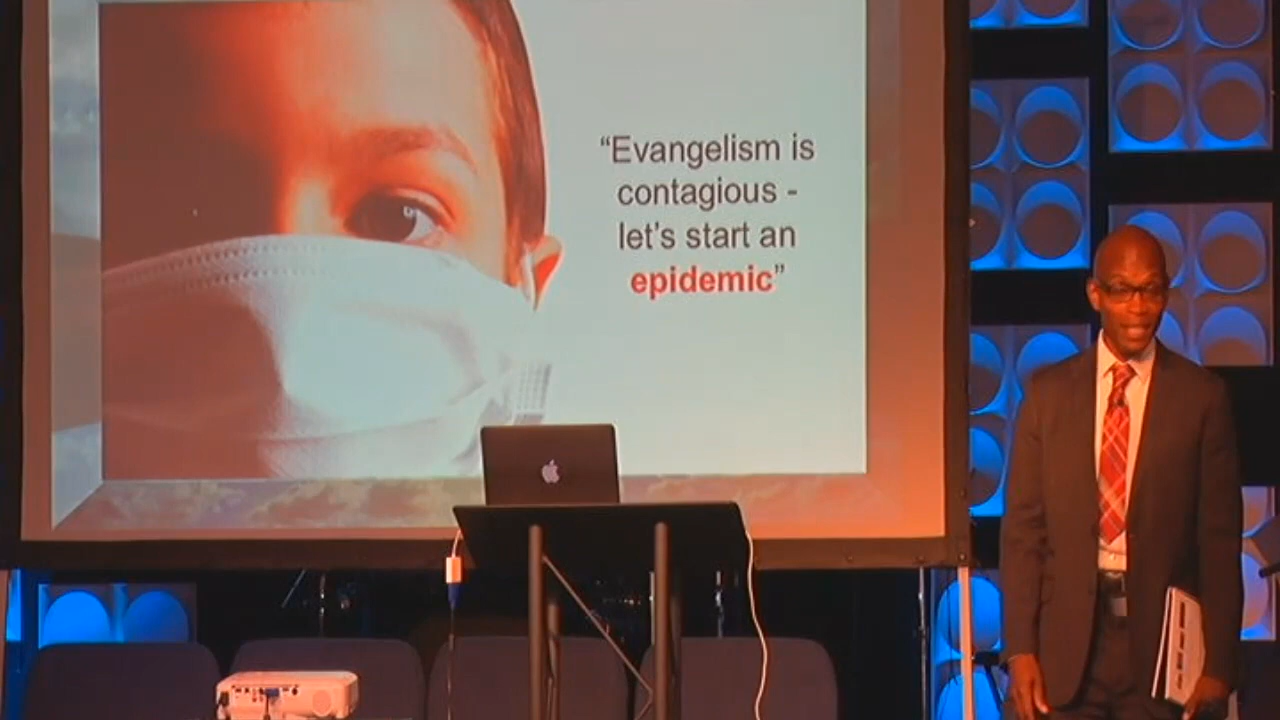 “Evangelism is
contagious -
let’s start an
epidemic”